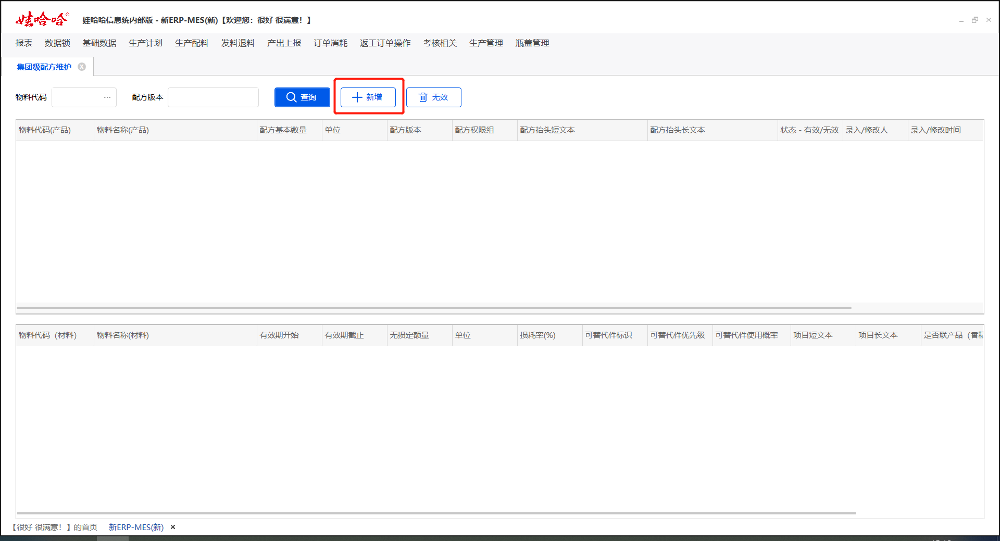 娃哈哈® 娃哈哈信息统内部版 - 新ERP-MES(新)【欢迎您：很好 很满意！】
报表 数据锁 基础数据 生产计划 生产配料 发料退料 产出上报 订单消耗 返工订单操作 考核相关 生产管理 瓶盖管理
集团级配方维护
物料代码 ... 配方版本 查询 新增 无效
物料代码(产品) 物料名称(产品) 配方基本数量 单位 配方版本 配方权限组 配方抬头短文本 配方抬头长文本 状态 - 有效/无效 录入/修改人 录入/修改时间
物料代码（材料） 物料名称(材料) 有效期开始 有效期截止 无损定额量 单位 损耗率(%) 可替代件标识 可替代件优先级 可替代件使用概率 项目短文本 项目长文本 是否联产品（香精
【很好 很满意！】的首页 新ERP-MES(新)